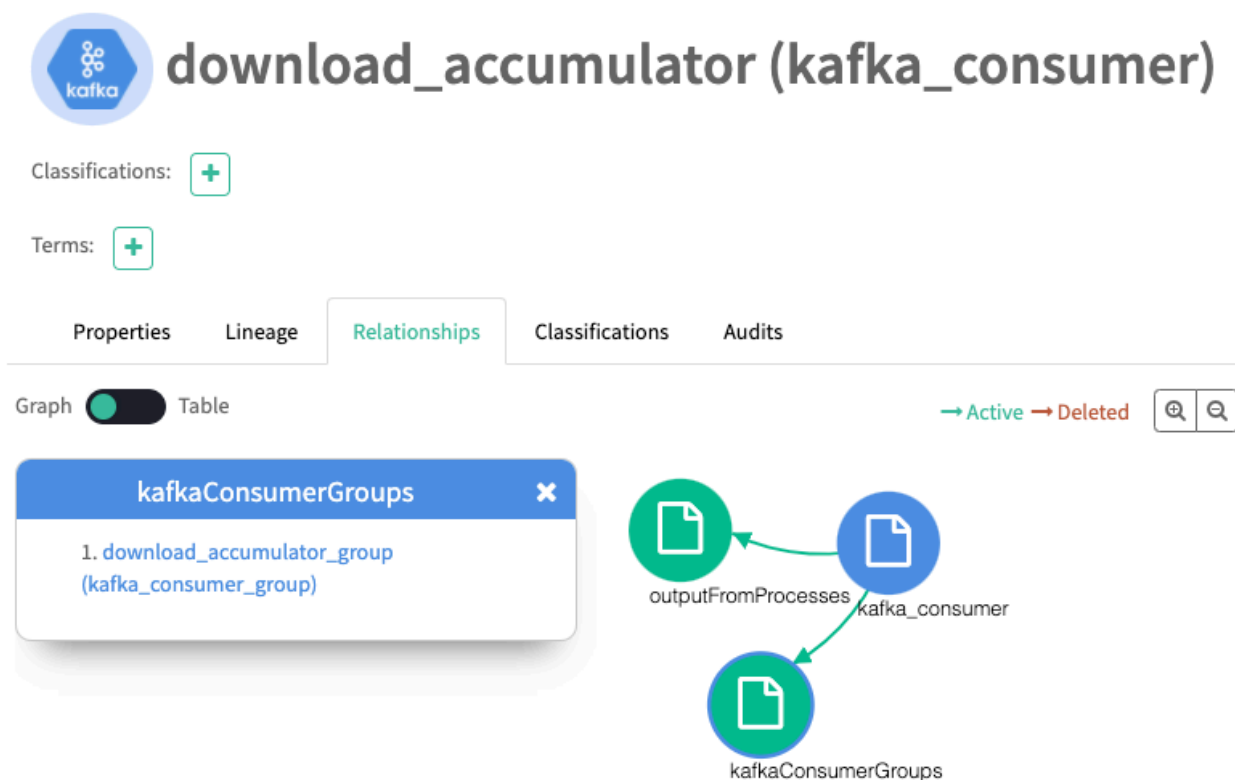 kafka
download_accumulator (kafka_consumer)
Classifications:
Terms:
Properties Lineage Relationships Classifications Audits
Graph Table
Active Deleted
kafkaConsumerGroups
1. download_accumulator_group
(kafka_consumer_group)
outputFromProcesses
kafka_consumer
kafkaConsumerGroups